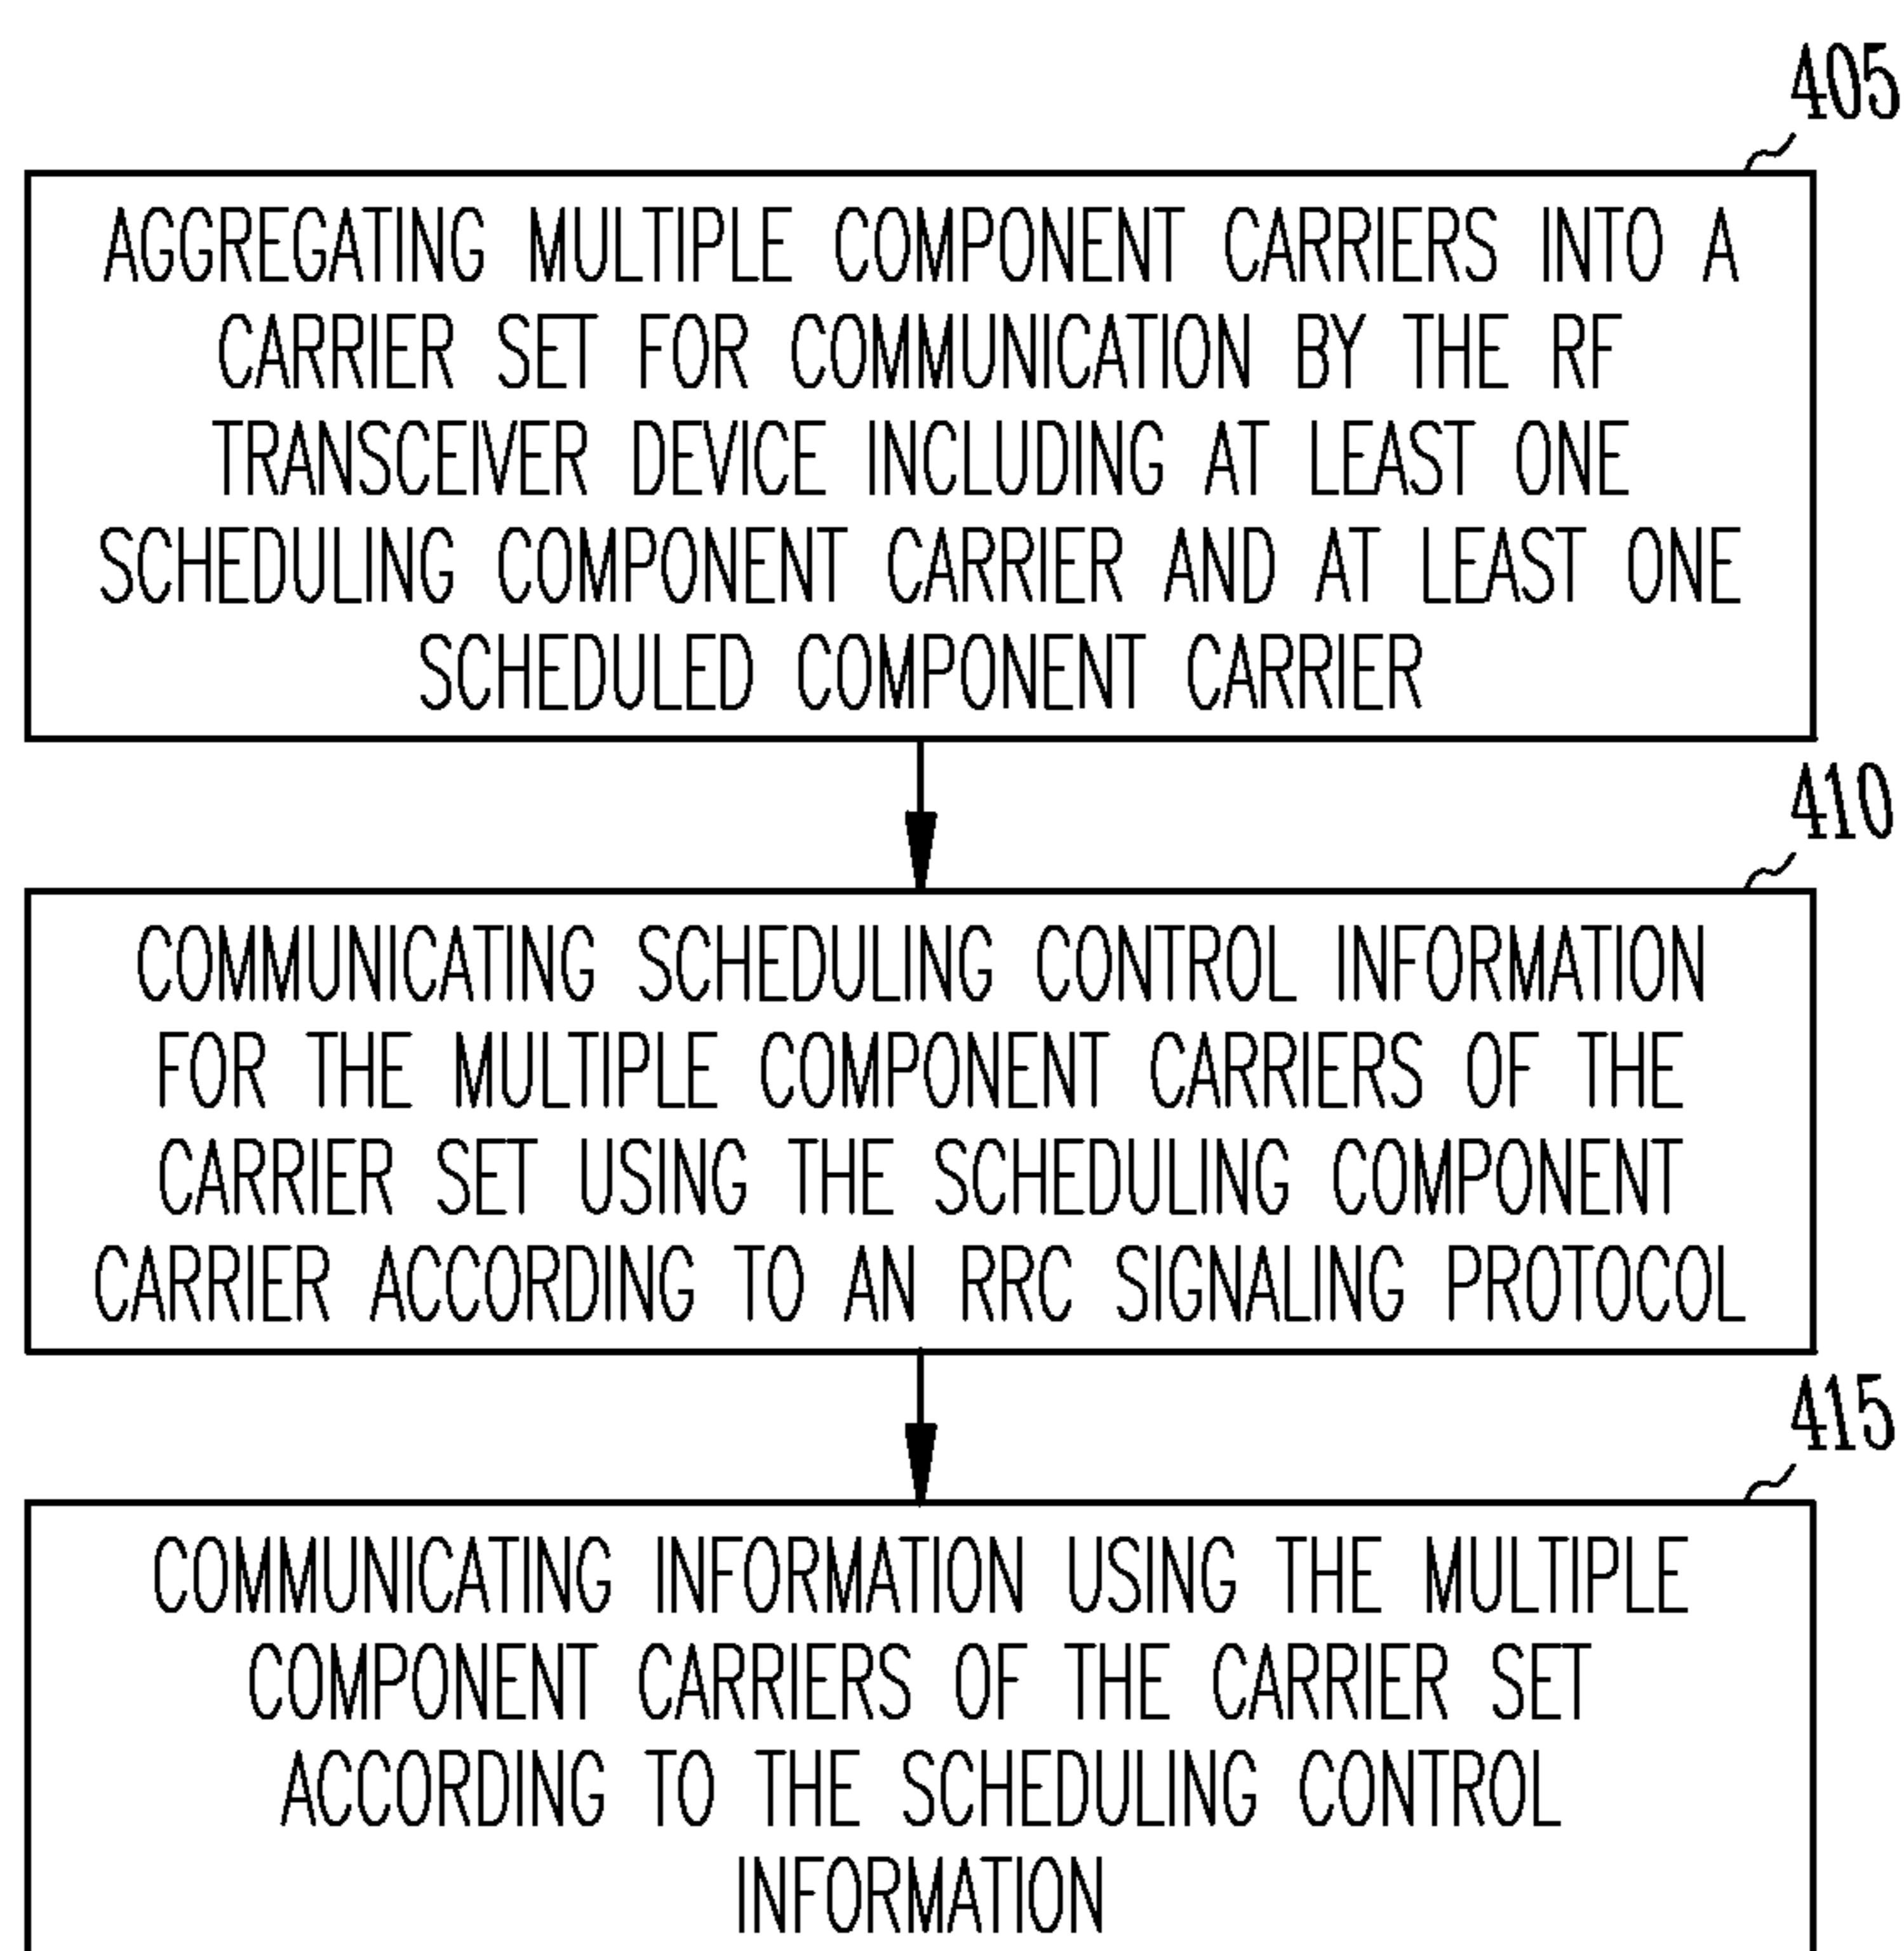 405
AGGREGATING MULTIPLE COMPONENT CARRIERS INTO A
CARRIER SET FOR COMMUNICATION BY THE RF
TRANSCEIVER DEVICE INCLUDING AT LEAST ONE
SCHEDULING COMPONENT CARRIER AND AT LEAST ONE
SCHEDULED COMPONENT CARRIER
410
COMMUNICATING SCHEDULING CONTROL INFORMATION
FOR THE MULTIPLE COMPONENT CARRIERS OF THE
CARRIER SET USING THE SCHEDULING COMPONENT
CARRIER ACCORDING TO AN RRC SIGNALING PROTOCOL
415
COMMUNICATING INFORMATION USING THE MULTIPLE
COMPONENT CARRIERS OF THE CARRIER SET
ACCORDING TO THE SCHEDULING CONTROL
INFORMATION